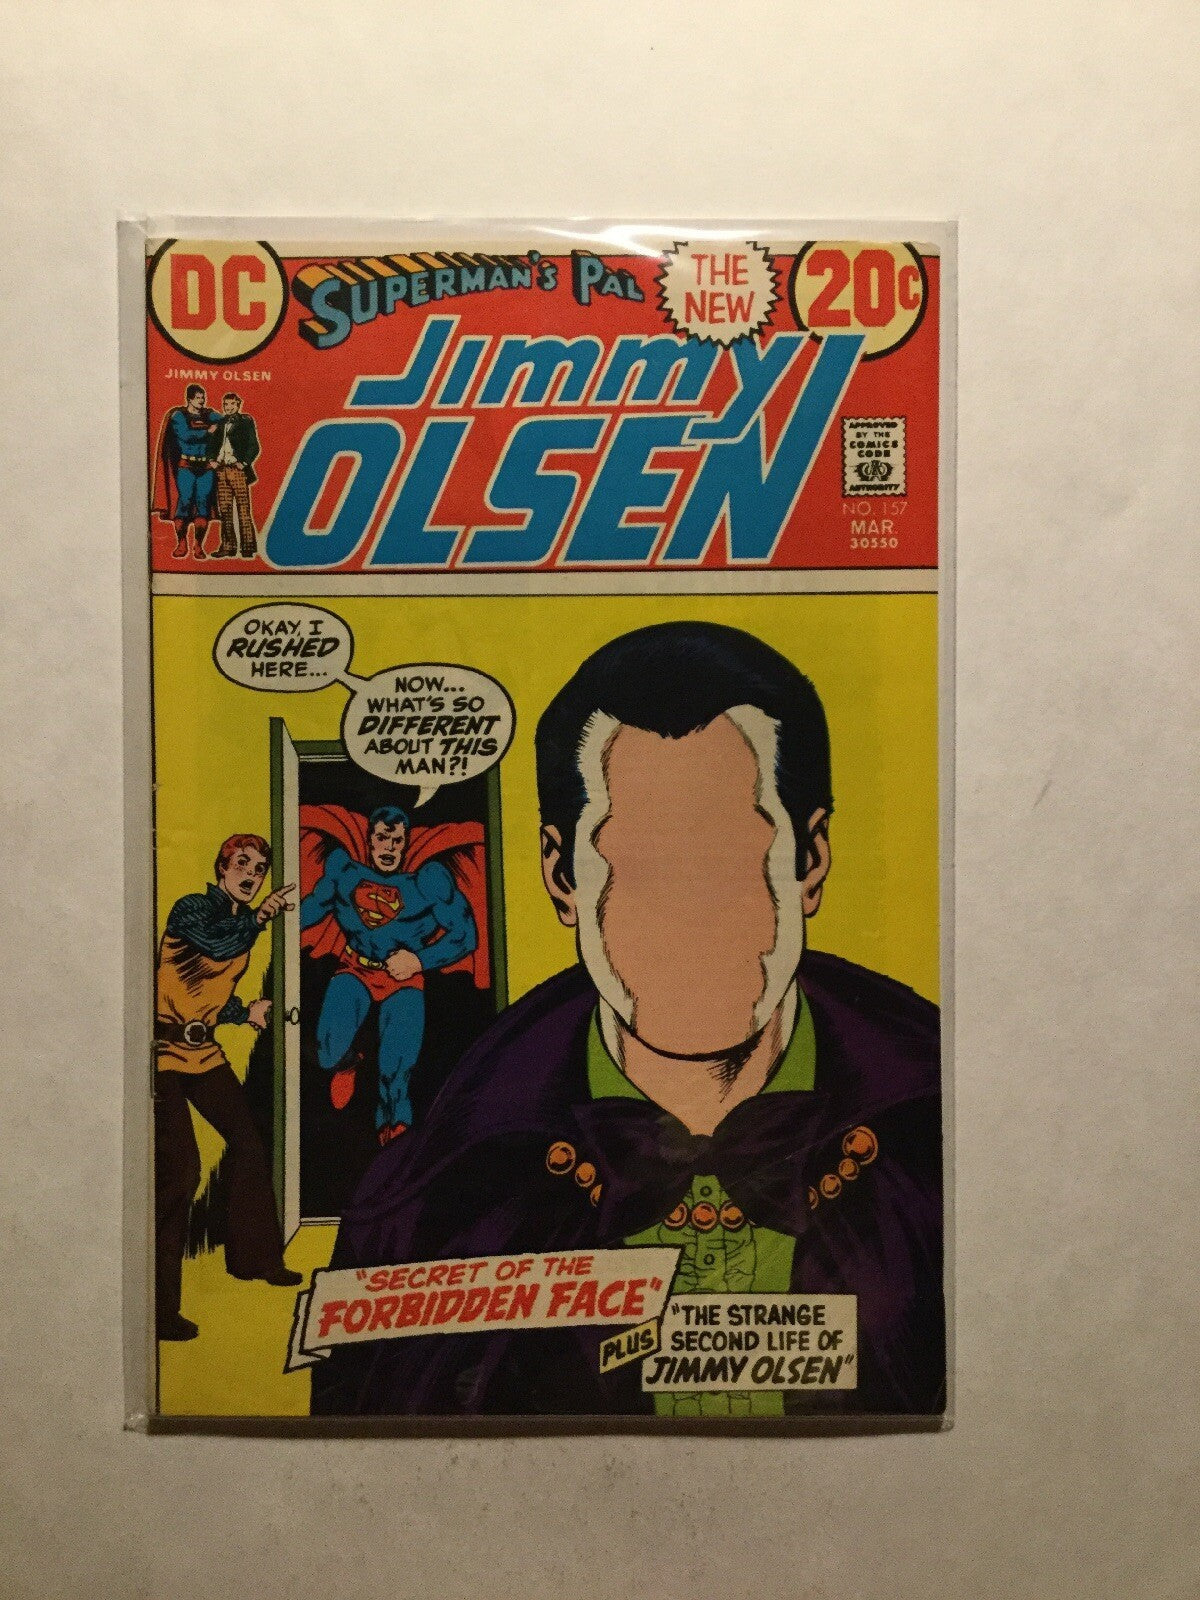 DC
SUPERMAN'S PAL
THE
NEW
20¢
JIMMY OLSEN
Jimmy
OLSEN
APPROVED
BY THE
COMICS
CODE
AUTHORITY
NO. 157
MAR.
30550
OKAY, I
RUSHED
HERE...
NOW...
WHAT'S SO
DIFFERENT
ABOUT THIS
MAN?!
S
"SECRET OF THE
FORBIDDEN FACE"
PLUS
"THE STRANGE
SECOND LIFE OF
JIMMY OLSEN"